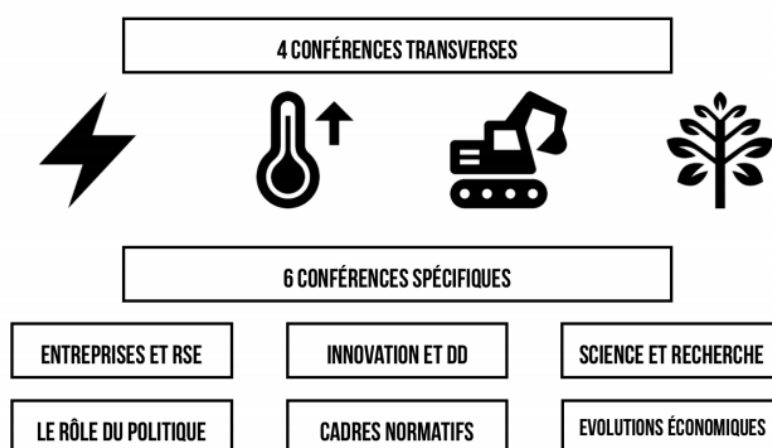 4 CONFÉRENCES TRANSVERSES
6 CONFÉRENCES SPÉCIFIQUES
ENTREPRISES ET RSE
INNOVATION ET DD
SCIENCE ET RECHERCHE
LE RÔLE DU POLITIQUE
CADRES NORMATIFS
EVOLUTIONS ÉCONOMIQUES